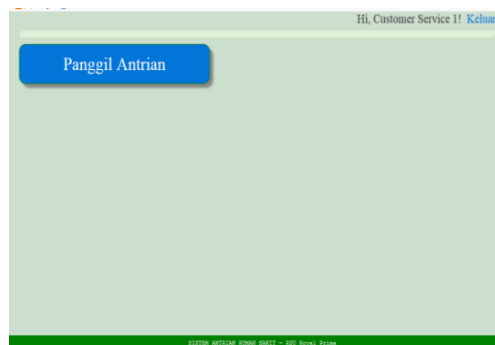 Hi, Customer Service 1! Keluar
Panggil Antrian
SISTEM ANTRIAN RUMAH SAKIT - RSU Royal Prima